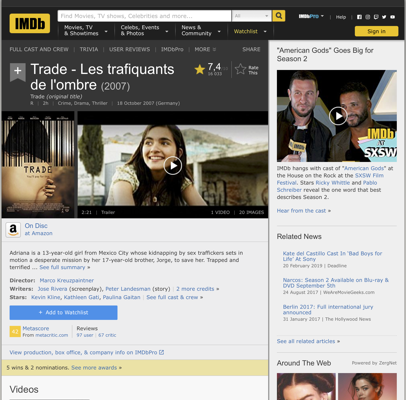 IMDb
Find Movies, TV shows, Celebrities and more...
All
IMDbPro
Help
Movies, TV
& Showtimes
Celebs, Events
& Photos
News &
Community
Watchlist
Sign in
FULL CAST AND CREW | TRIVIA | USER REVIEWS | IMDbPro | MORE
SHARE
Trade - Les trafiquants
de l'ombre (2007)
Trade (original title)
7,4
Rate
This
R | 2h | Crime, Drama, Thriller | 18 October 2007 (Germany)
TRADE
2:21 | Trailer
1 VIDEO | 20 IMAGES
On Disc
at Amazon
Adriana is a 13-year-old girl from Mexico City whose kidnapping by sex traffickers sets in
motion a desperate mission by her 17-year-old brother, Jorge, to save her. Trapped and
terrified ... See full summary »
Director: Marco Kreuzpaintner
Writers: Jose Rivera (screenplay), Peter Landesman (story) | 2 more credits »
Stars: Kevin Kline, Kathleen Gati, Paulina Gaitan | See full cast & crew »
+ Add to Watchlist
Metascore
From metacritic.com
Reviews
97 user | 67 critic
View production, box office, & company info on IMDbPro
5 wins & 2 nominations. See more awards »
Videos
"American Gods" Goes Big for
Season 2
IMDb
at
SXSW
IMDb hangs with cast of "American Gods" at
the House on the Rock at the SXSW Film
Festival. Stars Ricky Whittle and Pablo
Schreiber reveal the one word that best
describes Season 2.
Hear from the cast »
Related News
Kate del Castillo Cast In 'Bad Boys for
Life' At Sony
20 February 2019 | Deadline
Narcos: Season 2 Available on Blu-ray &
DVD September 5th
24 August 2017 | WeAreMovieGeeks.com
Berlin 2017: Full international jury
announced
31 January 2017 | The Hollywood News
See all related articles »
Around The Web
Powered by ZergNet